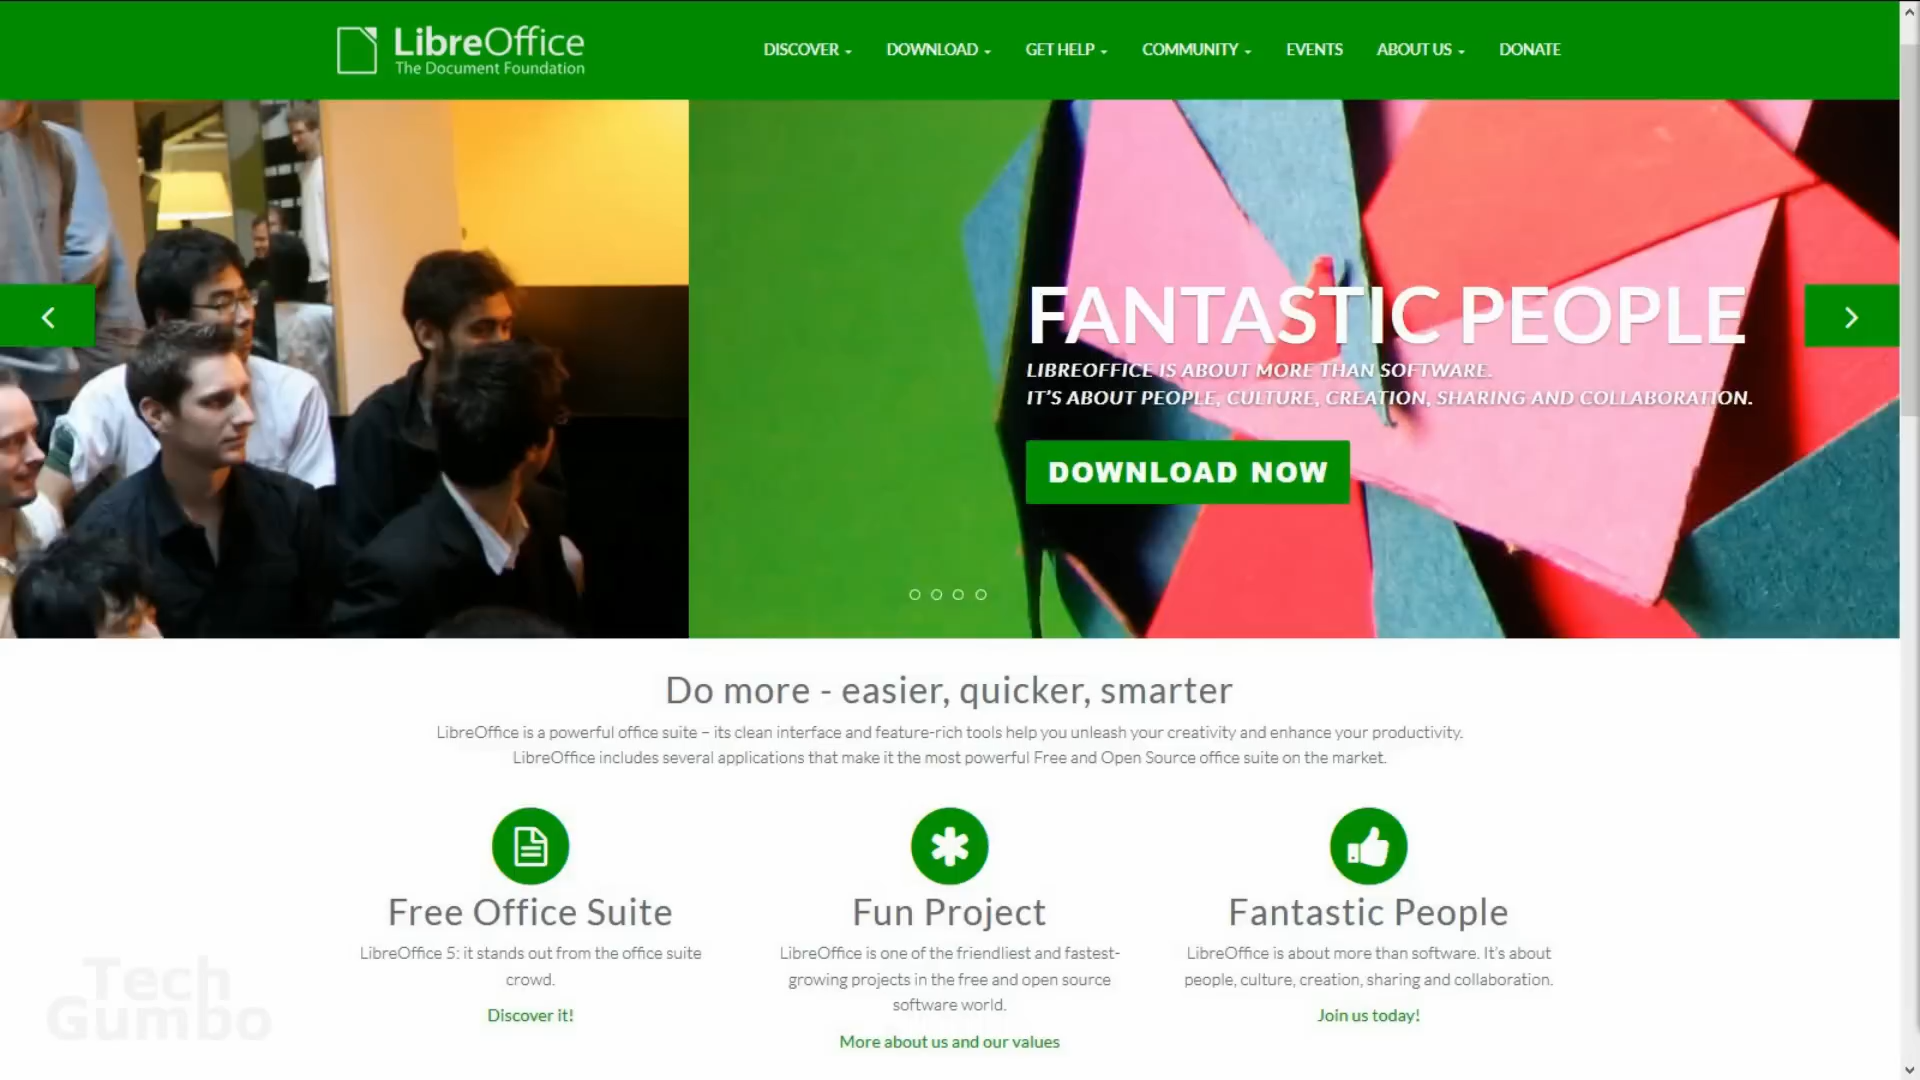 LibreOffice
The Document Foundation
DISCOVER
DOWNLOAD
GET HELP
COMMUNITY
EVENTS
ABOUT US
DONATE
FANTASTIC PEOPLE
LIBREOFFICE IS ABOUT MORE THAN SOFTWARE.
IT'S ABOUT PEOPLE, CULTURE, CREATION, SHARING AND COLLABORATION.
DOWNLOAD NOW
Do more - easier, quicker, smarter
LibreOffice is a powerful office suite – its clean interface and feature-rich tools help you unleash your creativity and enhance your productivity.
LibreOffice includes several applications that make it the most powerful Free and Open Source office suite on the market.
Free Office Suite
LibreOffice 5: it stands out from the office suite
crowd.
Discover it!
Fun Project
LibreOffice is one of the friendliest and fastest-
growing projects in the free and open source
software world.
More about us and our values
Fantastic People
LibreOffice is about more than software. It's about
people, culture, creation, sharing and collaboration.
Join us today!
Tech
Gumbo